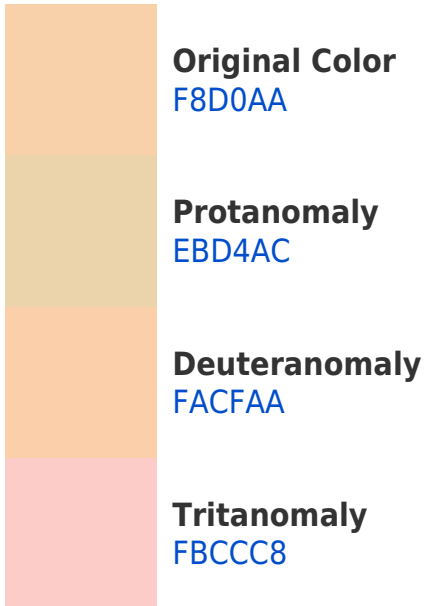 Original Color
F8D0AA
Protanomaly
EBD4AC
Deuteranomaly
FACFAA
Tritanomaly
FBCCC8